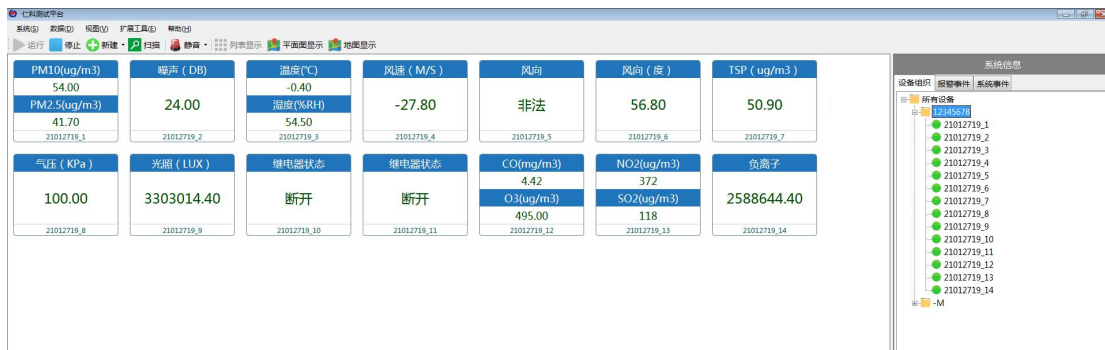 仁科测试平台
系统(S) 数据(D) 视图(V) 扩展工具(E) 帮助(H)
运行 停止 新建 扫描 静音 列表显示 平面图显示 地图显示
PM10(ug/m3) 噪声 ( DB) 温度(℃) 风速 ( M/S ) 风向 风向 ( 度 ) TSP ( ug/m3 )
54.00 -0.40
PM2.5(ug/m3) 24.00 湿度(%RH) -27.80 非法 56.80 50.90
41.70 54.50
21012719_1 21012719_2 21012719_3 21012719_4 21012719_5 21012719_6 21012719_7
气压 ( KPa ) 光照 ( LUX ) 继电器状态 继电器状态 CO(mg/m3) NO2(ug/m3) 负离子
4.42 372
100.00 3303014.40 断开 断开 O3(ug/m3) SO2(ug/m3) 2588644.40
495.00 118
21012719_8 21012719_9 21012719_10 21012719_11 21012719_12 21012719_13 21012719_14
系统信息
设备组织 报警事件 系统事件
所有设备
12345678
21012719_1
21012719_2
21012719_3
21012719_4
21012719_5
21012719_6
21012719_7
21012719_8
21012719_9
21012719_10
21012719_11
21012719_12
21012719_13
21012719_14
-M